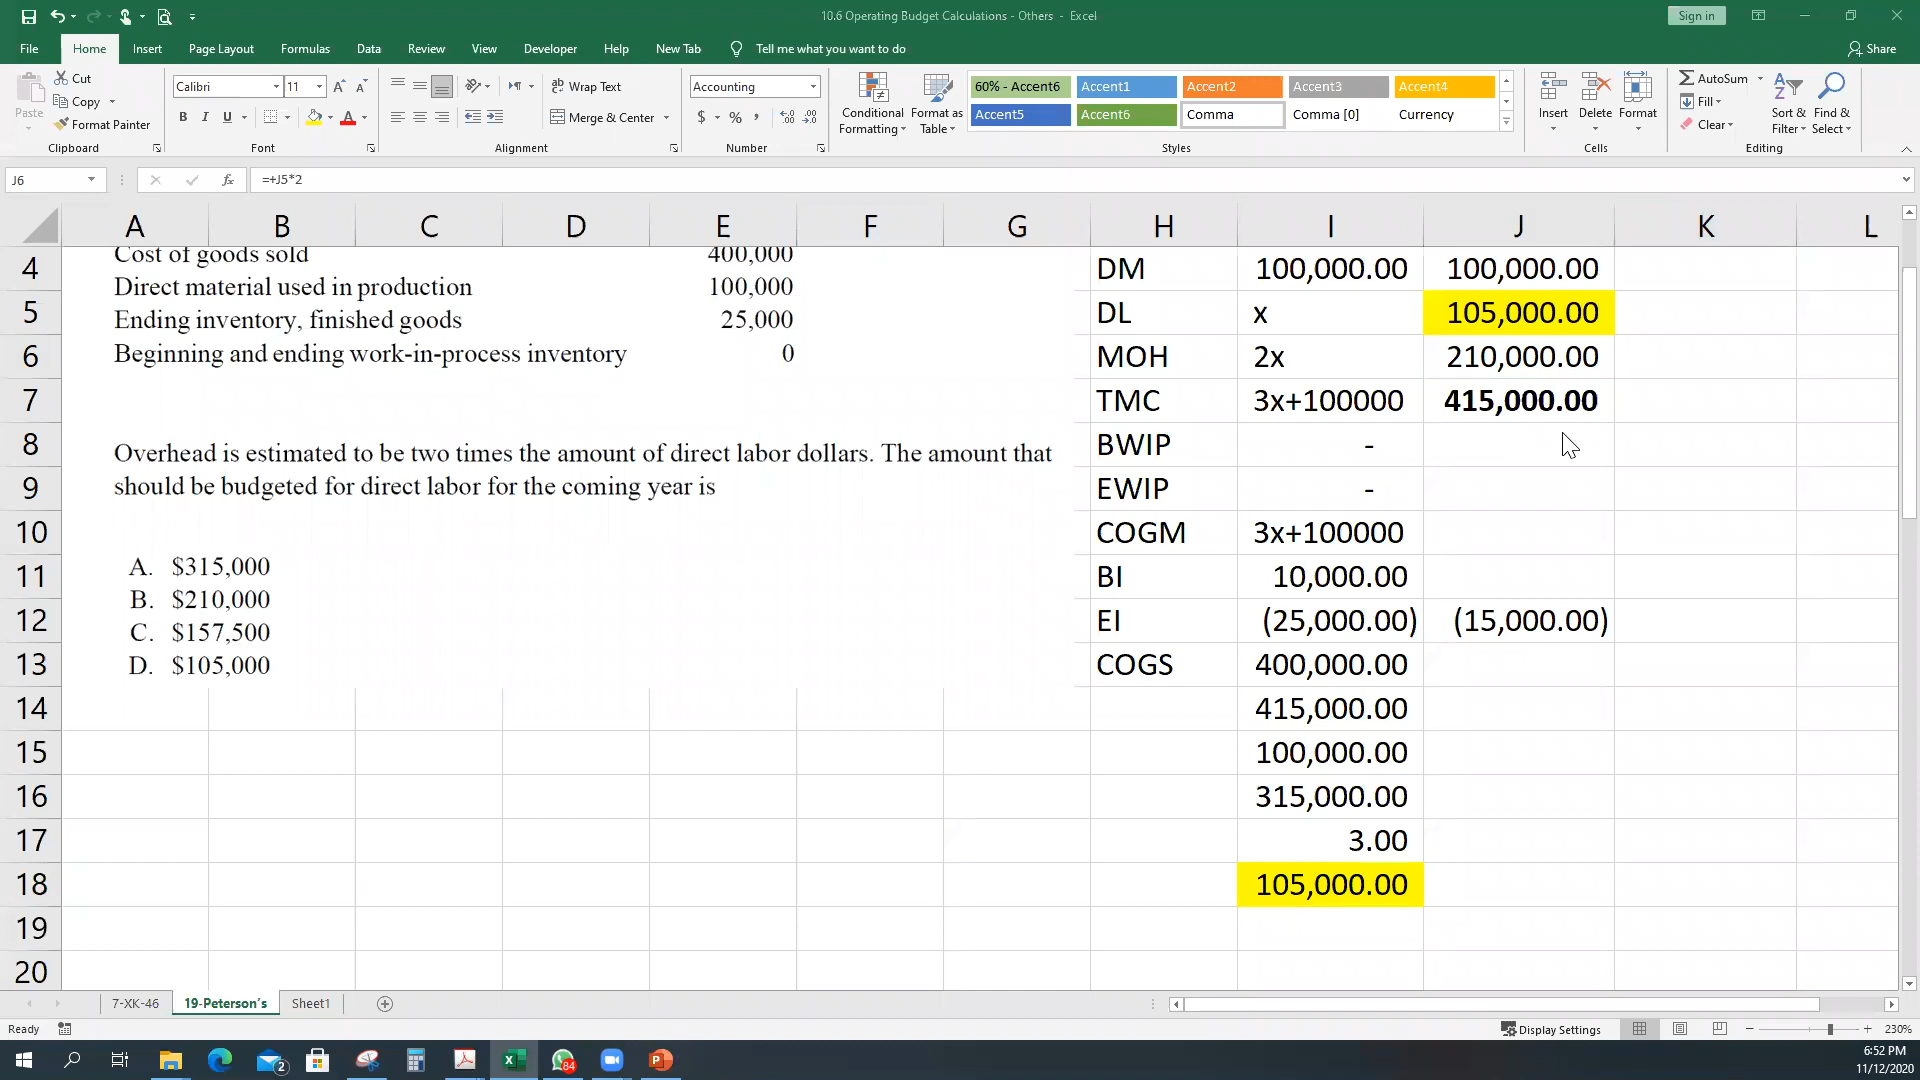 10.6 Operating Budget Calculations - Others - Excel
Sign in
File Home Insert Page Layout Formulas Data Review View Developer Help New Tab Tell me what you want to do Share
Cut
Copy
Format Painter
Paste
Clipboard
Calibri 11
B I U
Font
Wrap Text
Merge & Center
Alignment
Accounting
$ % ,
Number
Conditional Formatting
Format as Table
60% - Accent6 Accent1 Accent2 Accent3 Accent4
Accent5 Accent6 Comma Comma [0] Currency
Styles
Insert Delete Format
Cells
AutoSum
Fill
Clear
Sort & Filter
Find & Select
Editing
J6 fx =+J5*2
A B C D E F G H I J K L
Cost of goods sold 400,000
4 DM 100,000.00 100,000.00
Direct material used in production 100,000
5 DL x 105,000.00
Ending inventory, finished goods 25,000
6 MOH 2x 210,000.00
Beginning and ending work-in-process inventory 0
7 TMC 3x+100000 415,000.00
8 BWIP -
Overhead is estimated to be two times the amount of direct labor dollars. The amount that
should be budgeted for direct labor for the coming year is
9 EWIP -
10 COGM 3x+100000
A. $315,000
11 BI 10,000.00
B. $210,000
12 EI (25,000.00) (15,000.00)
C. $157,500
13 COGS 400,000.00
D. $105,000
14 415,000.00
15 100,000.00
16 315,000.00
17 3.00
18 105,000.00
19
20
7-XK-46 19-Peterson's Sheet1
Ready Display Settings 230%
2
84
6:52 PM
11/12/2020